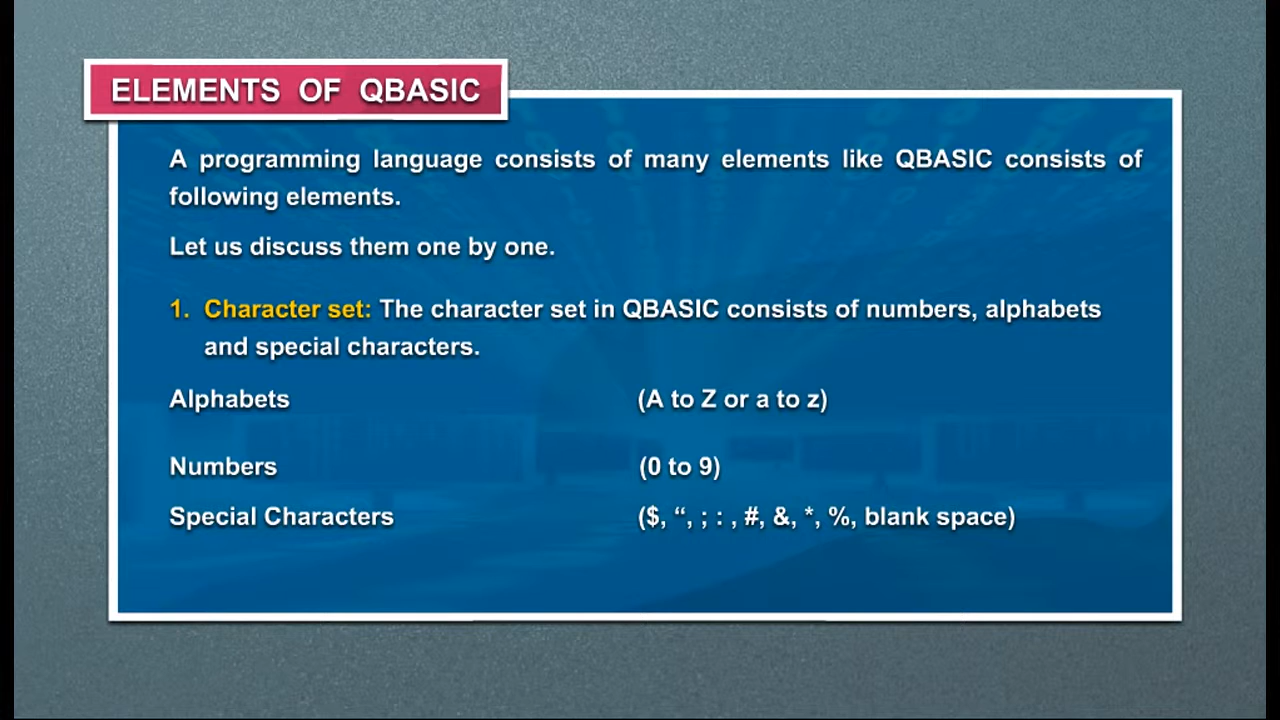 ELEMENTS OF QBASIC
A programming language consists of many elements like QBASIC consists of
following elements.
Let us discuss them one by one.
1. Character set: The character set in QBASIC consists of numbers, alphabets
and special characters.
Alphabets (A to Z or a to z)
Numbers (0 to 9)
Special Characters ($, “, ; : , #, &, *, %, blank space)